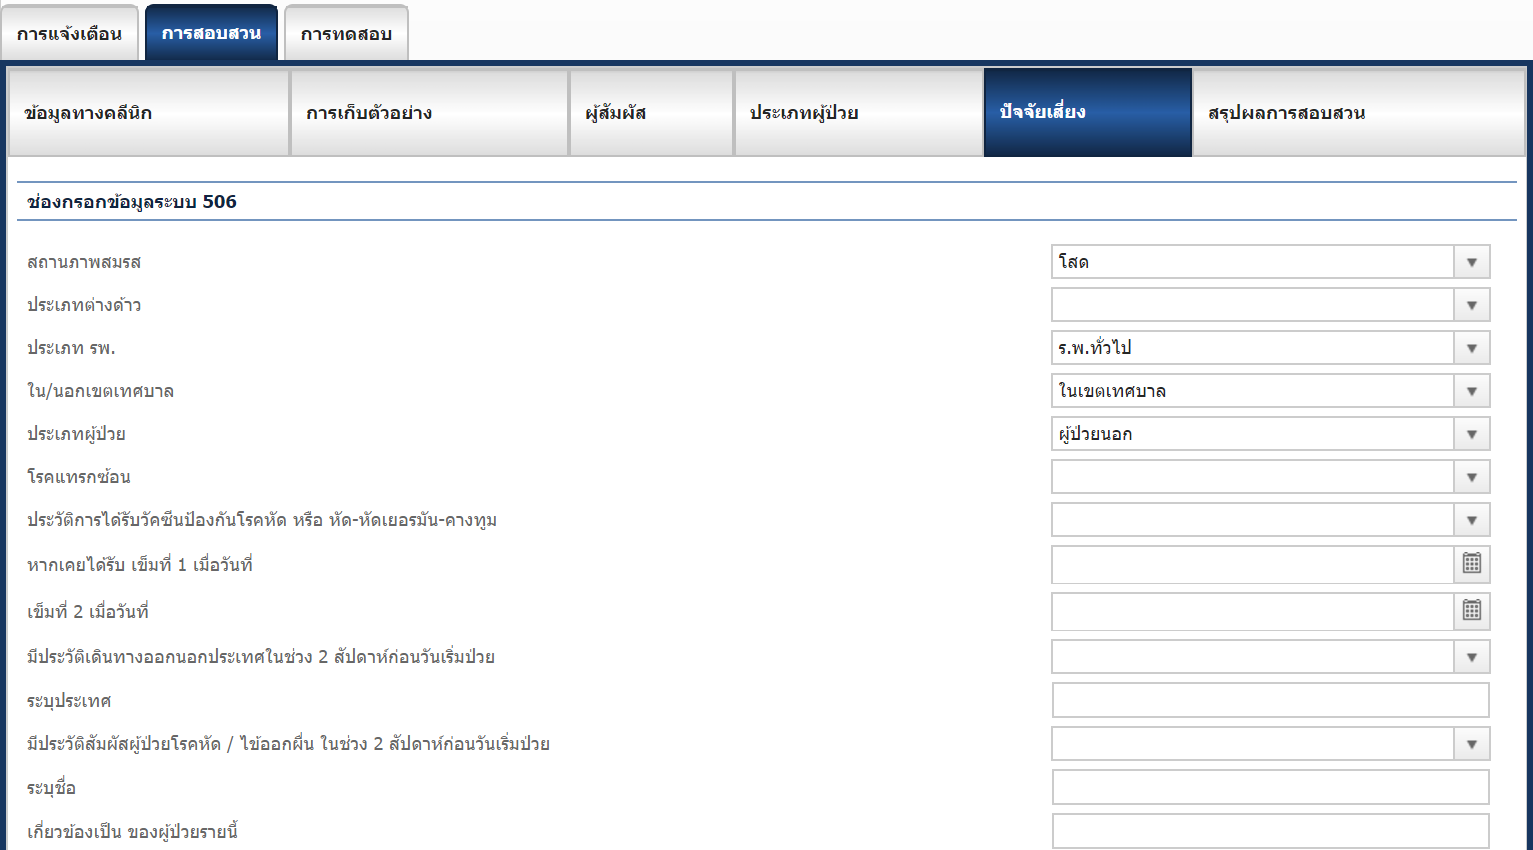 การแจ้งเตือน การสอบสวน การทดสอบ
ข้อมูลทางคลีนิก การเก็บตัวอย่าง ผู้สัมผัส ประเภทผู้ป่วย ปัจจัยเสี่ยง สรุปผลการสอบสวน
ช่องกรอกข้อมูลระบบ 506
สถานภาพสมรส โสด
ประเภทต่างด้าว
ประเภท รพ. ร.พ.ทั่วไป
ใน/นอกเขตเทศบาล ในเขตเทศบาล
ประเภทผู้ป่วย ผู้ป่วยนอก
โรคแทรกซ้อน
ประวัติการได้รับวัคซีนป้องกันโรคหัด หรือ หัด-หัดเยอรมัน-คางทูม
หากเคยได้รับ เข็มที่ 1 เมื่อวันที่
เข็มที่ 2 เมื่อวันที่
มีประวัติเดินทางออกนอกประเทศในช่วง 2 สัปดาห์ก่อนวันเริ่มป่วย
ระบุประเทศ
มีประวัติสัมผัสผู้ป่วยโรคหัด / ไข้ออกผื่น ในช่วง 2 สัปดาห์ก่อนวันเริ่มป่วย
ระบุชื่อ
เกี่ยวข้องเป็น ของผู้ป่วยรายนี้